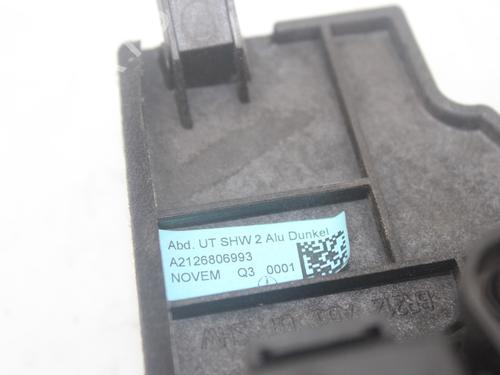 Abd. UT SHW 2 Alu Dunkel
A2126806993
NOVEM Q3 0001